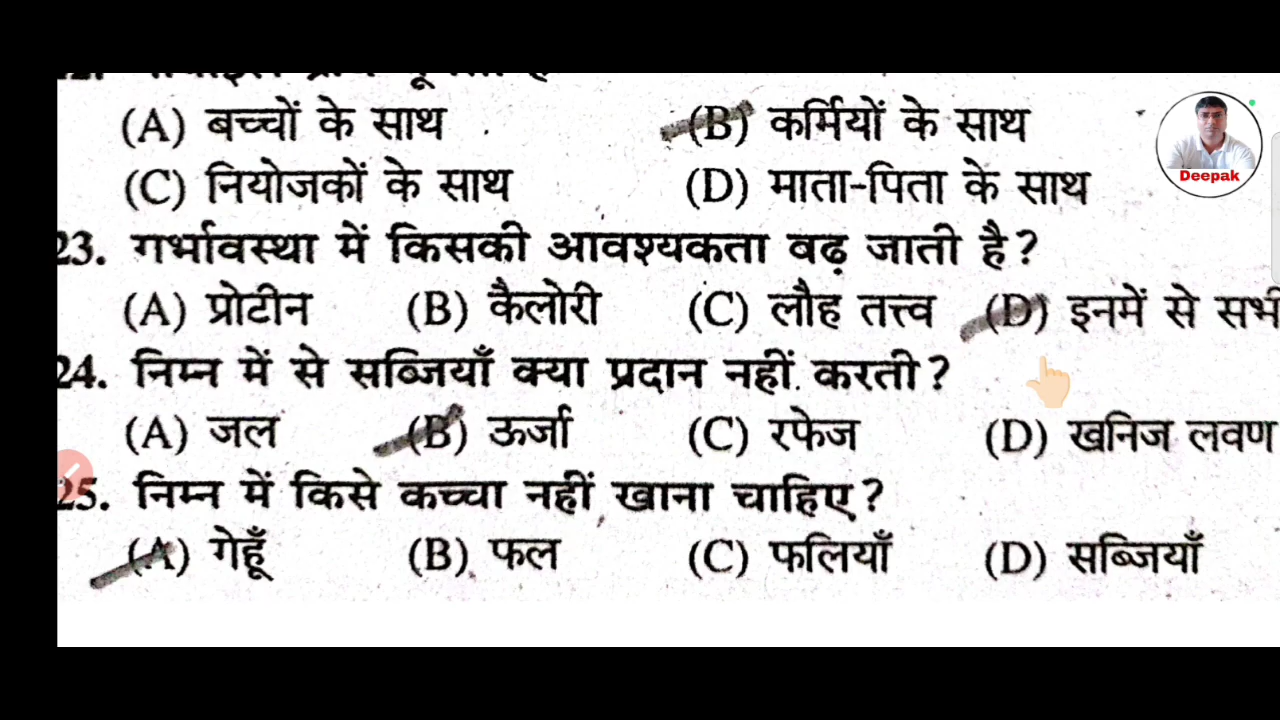 (A) बच्चों के साथ (B) कर्मियों के साथ
(C) नियोजकों के साथ (D) माता-पिता के साथ
Deepak
23. गर्भावस्था में किसकी आवश्यकता बढ़ जाती है?
(A) प्रोटीन (B) कैलोरी (C) लौह तत्त्व (D) इनमें से सभी
24. निम्न में से सब्जियाँ क्या प्रदान नहीं करती?
(A) जल (B) ऊर्जा (C) रफेज (D) खनिज लवण
25. निम्न में किसे कच्चा नहीं खाना चाहिए?
(A) गेहूँ (B) फल (C) फलियाँ (D) सब्जियाँ